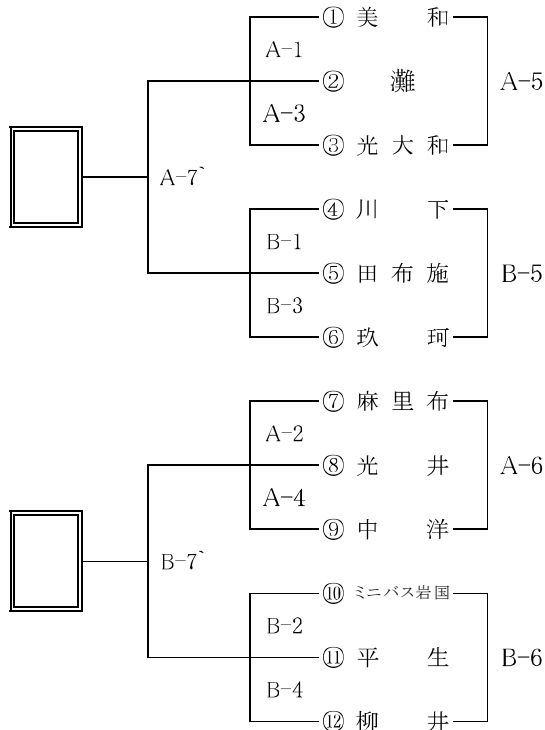 ① 美 和
A-1
② 灘 A-5
A-3
③ 光 大 和
A-7`
④ 川 下
B-1
⑤ 田 布 施 B-5
B-3
⑥ 玖 珂
⑦ 麻 里 布
A-2
⑧ 光 井 A-6
A-4
⑨ 中 洋
B-7`
⑩ ミニバス岩国
B-2
⑪ 平 生 B-6
B-4
⑫ 柳 井